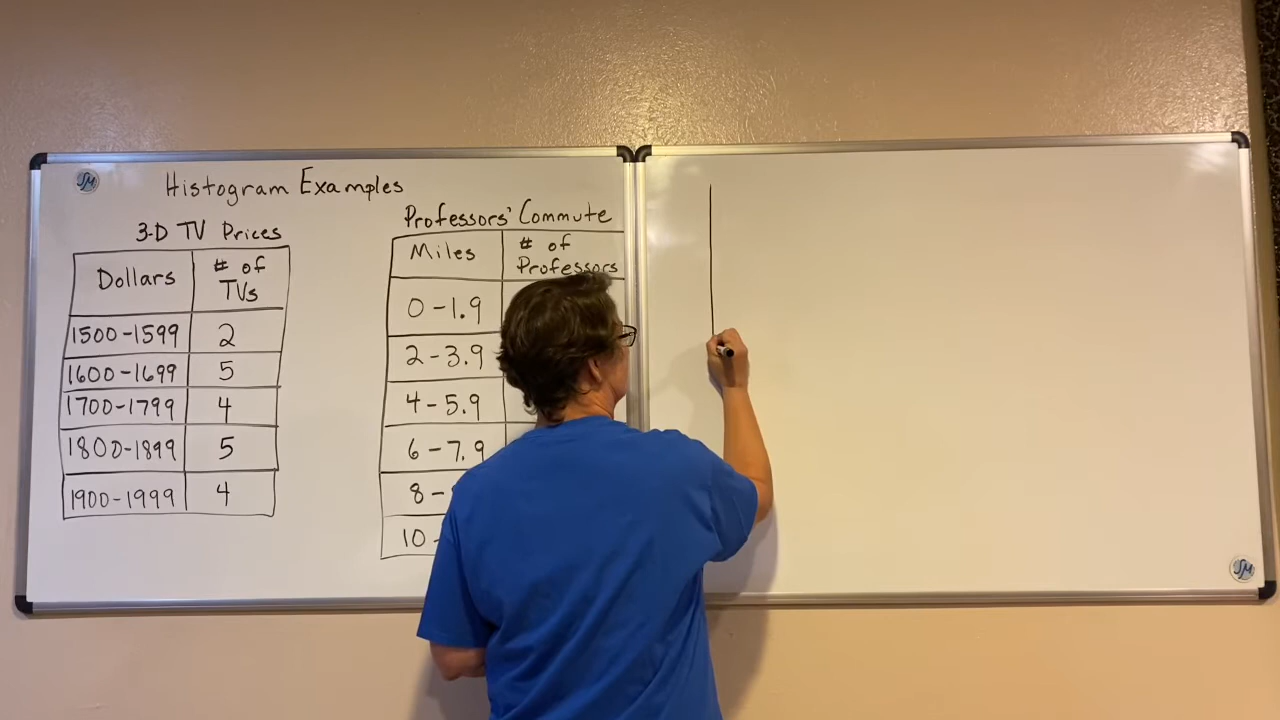 Histogram Examples
3-D TV Prices
Dollars
# of
TVs
1500-1599 2
1600-1699 5
1700-1799 4
1800-1899 5
1900-1999 4
Professors' Commute
Miles
# of
Professors
0-1.9
2-3.9
4-5.9
6-7.9
8-
10-
SM
SM